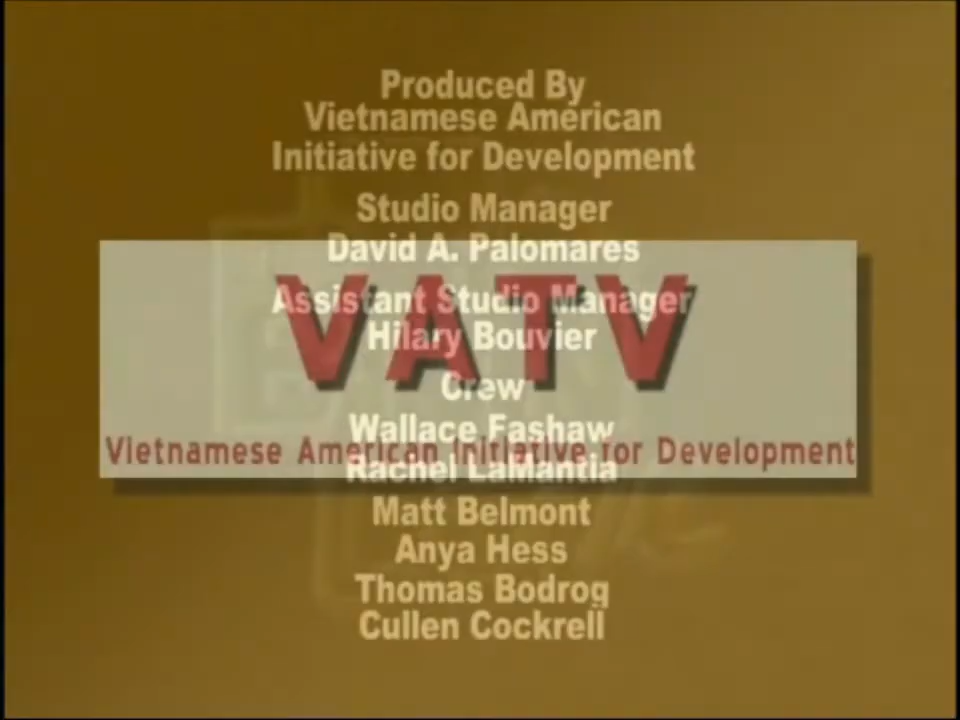 Produced By
Vietnamese American
Initiative for Development
Studio Manager
David A. Palomares
Assistant Studio Manager
VATV
Hilary Bouvier
Crew
Wallace Fashaw
Vietnamese American Initiative for Development
Rachel LaMantia
Matt Belmont
Anya Hess
Thomas Bodrog
Cullen Cockrell